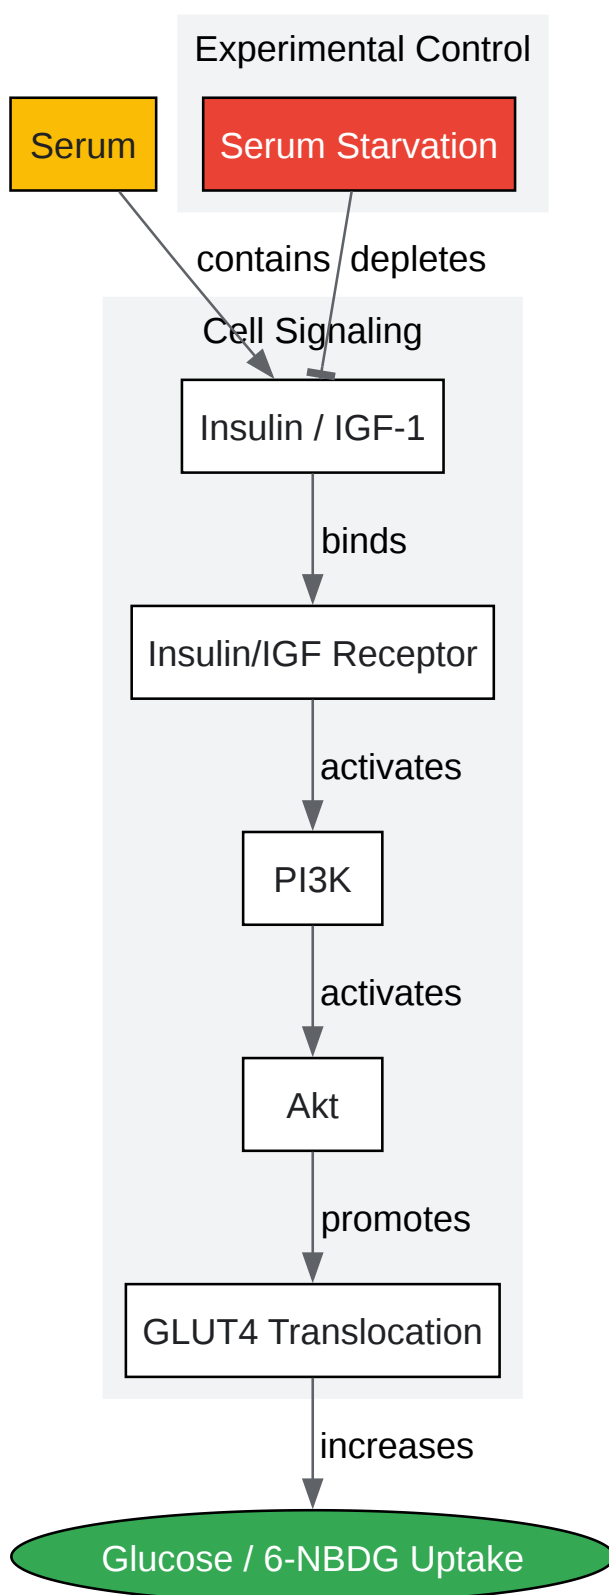 Experimental Control
Serum
Serum Starvation
contains
depletes
Cell Signaling
Insulin / IGF-1
binds
Insulin/IGF Receptor
activates
PI3K
activates
Akt
promotes
GLUT4 Translocation
increases
Glucose / 6-NBDG Uptake